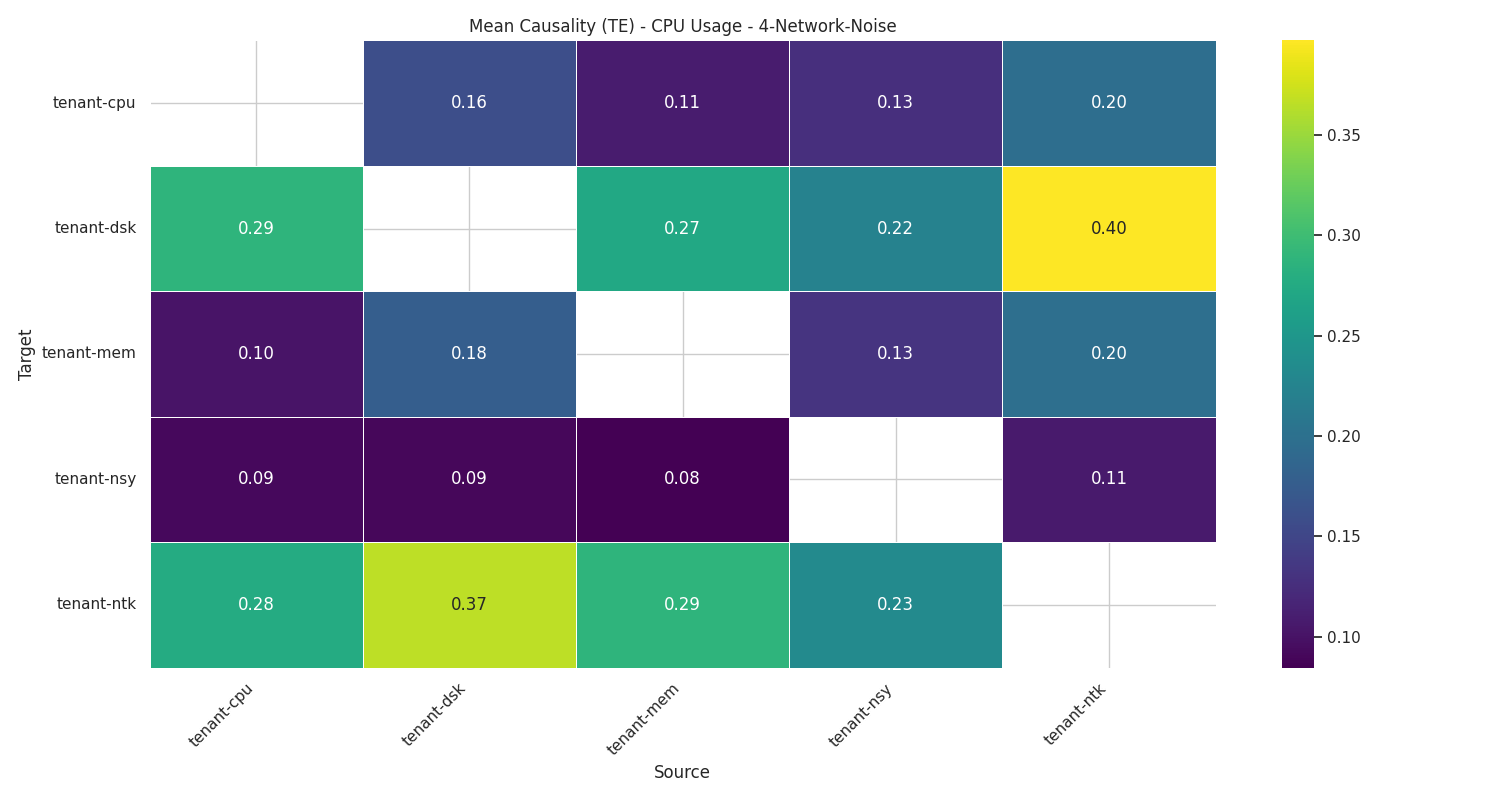 Mean Causality (TE) - CPU Usage - 4-Network-Noise
tenant-cpu
0.16 0.11 0.13 0.20
tenant-dsk
0.29 0.27 0.22 0.40
tenant-mem
0.10 0.18 0.13 0.20
tenant-nsy
0.09 0.09 0.08 0.11
tenant-ntk
0.28 0.37 0.29 0.23
Target
tenant-cpu tenant-dsk tenant-mem tenant-nsy tenant-ntk
Source
0.35
0.30
0.25
0.20
0.15
0.10